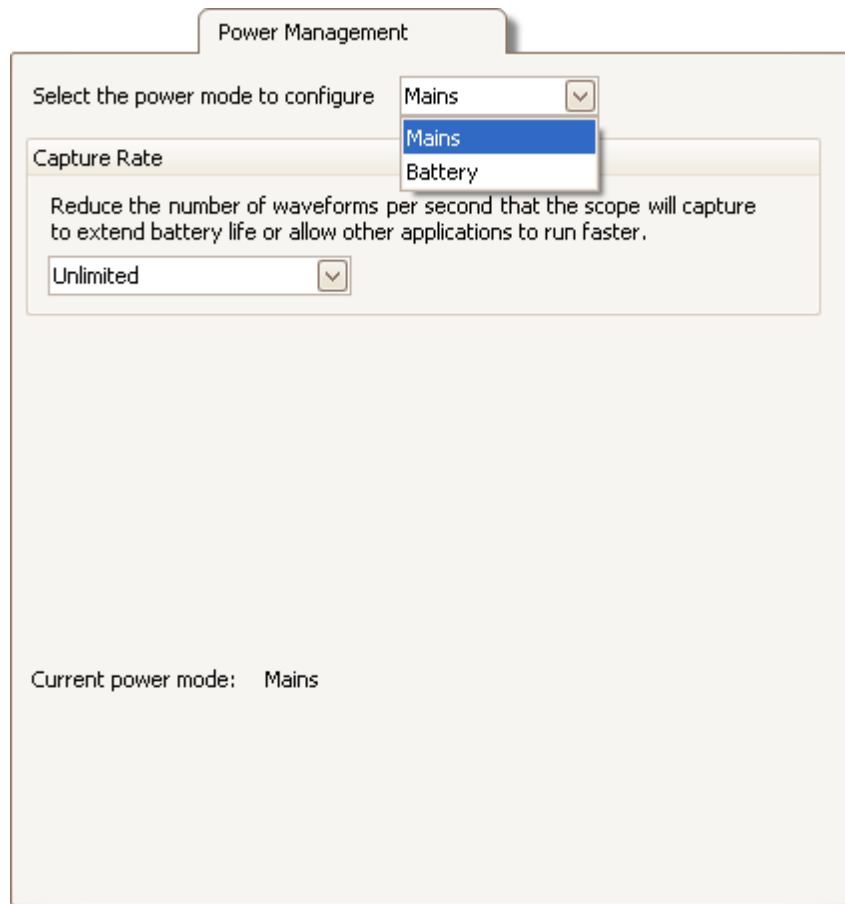 Power Management
Select the power mode to configure Mains
Mains
Battery
Capture Rate
Reduce the number of waveforms per second that the scope will capture
to extend battery life or allow other applications to run faster.
Unlimited
Current power mode: Mains